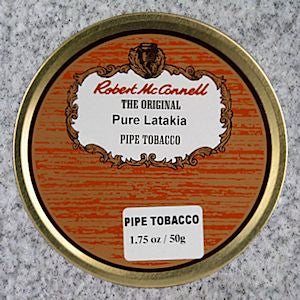 Robert McConnell
THE ORIGINAL
Pure Latakia
PIPE TOBACCO
PIPE TOBACCO
1.75 oz / 50g